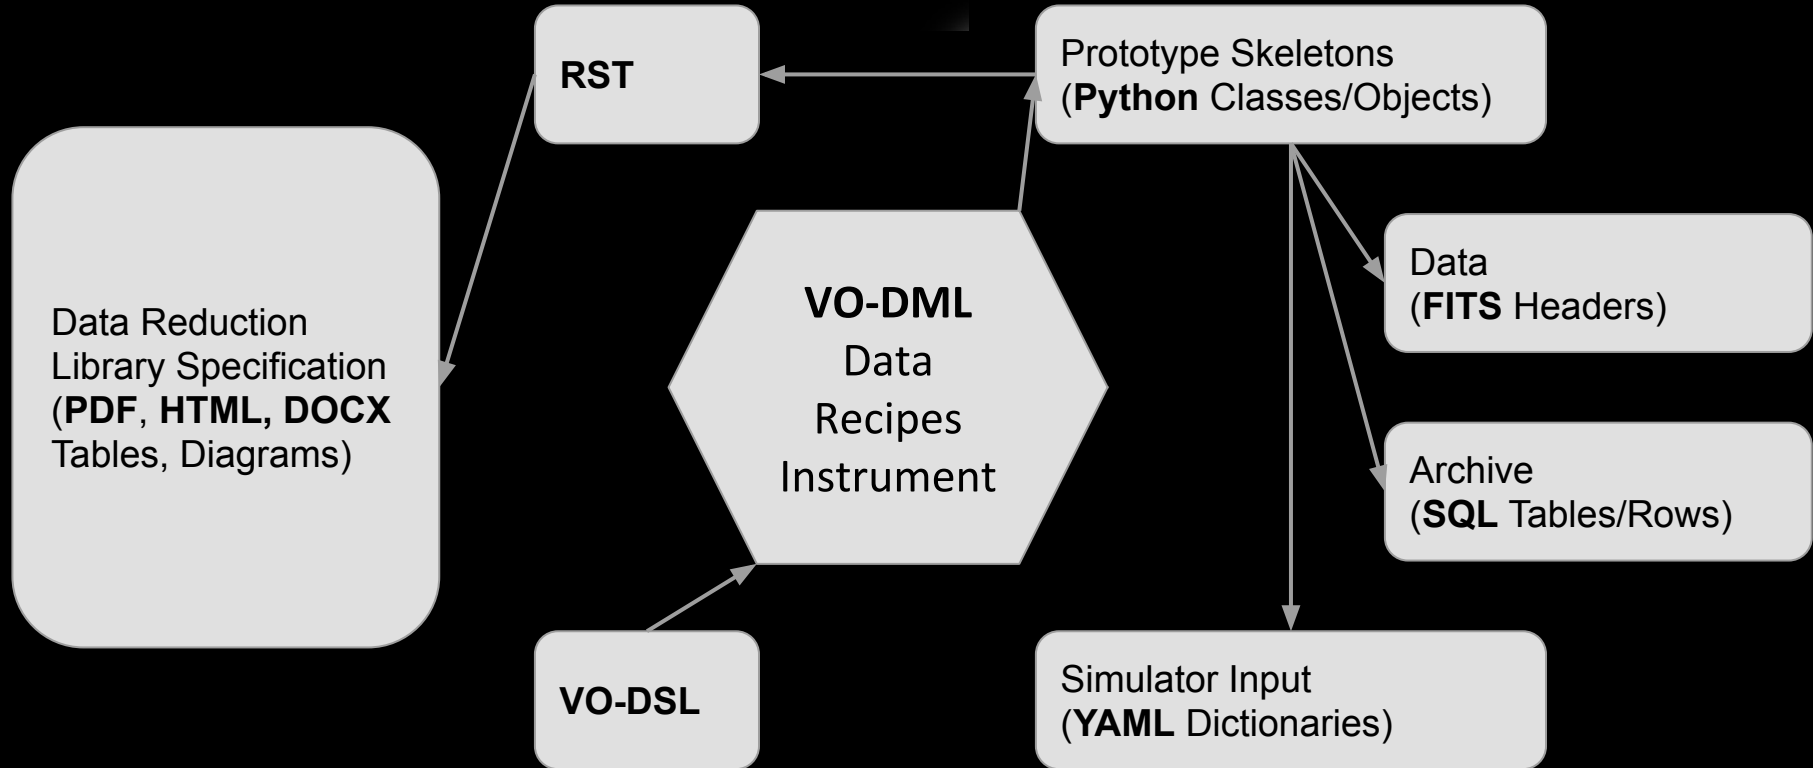 RST
Prototype Skeletons
(Python Classes/Objects)
Data Reduction
Library Specification
(PDF, HTML, DOCX
Tables, Diagrams)
VO-DML
Data
Recipes
Instrument
Data
(FITS Headers)
Archive
(SQL Tables/Rows)
VO-DSL
Simulator Input
(YAML Dictionaries)